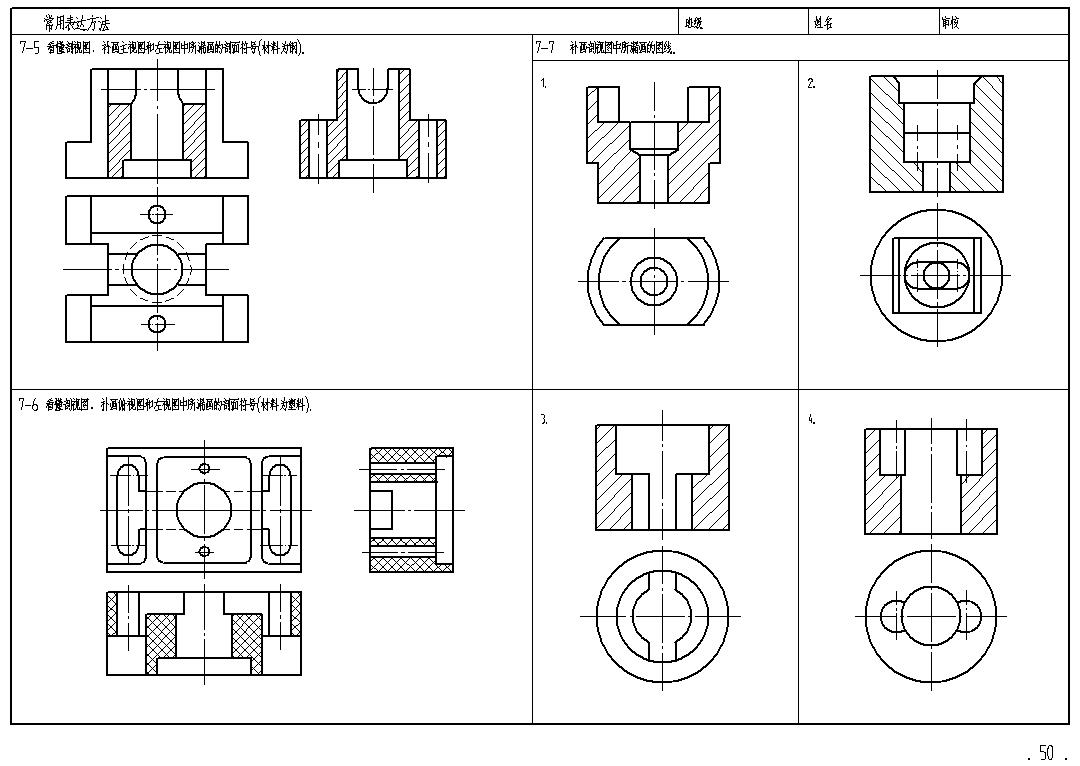 常用表达方法 班级 姓名 审核
7-5 看懂剖视图，补画主视图和左视图中所漏画的剖面符号(材料为钢).
7-7 补画剖视图中所漏画的图线.
1.
2.
7-6 看懂剖视图，补画俯视图和左视图中所漏画的剖面符号(材料为塑料).
3.
4.
. 50 .